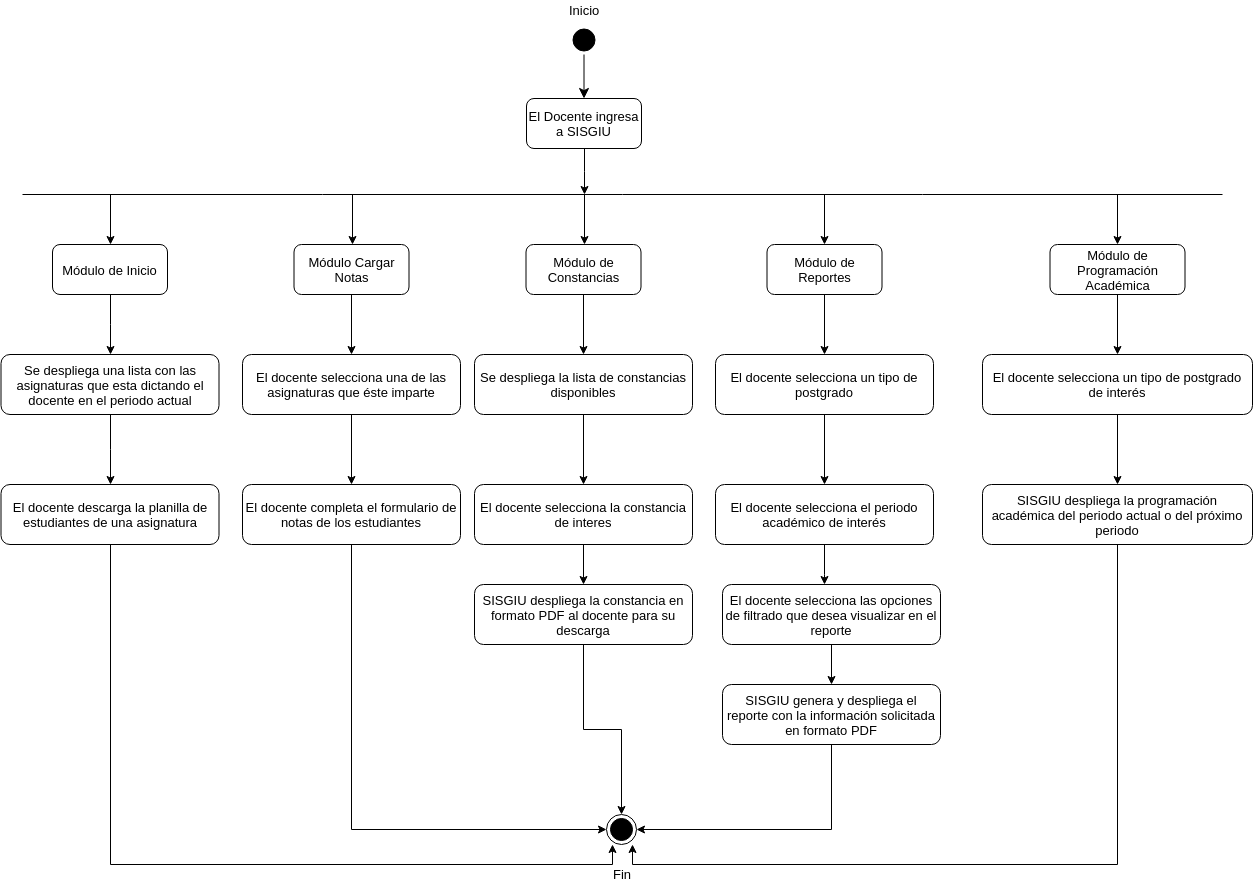 Inicio
El Docente ingresa
a SISGIU
Módulo de Inicio
Módulo Cargar
Notas
Módulo de
Constancias
Módulo de
Reportes
Módulo de
Programación
Académica
Se despliega una lista con las
asignaturas que esta dictando el
docente en el periodo actual
El docente selecciona una de las
asignaturas que éste imparte
Se despliega la lista de constancias
disponibles
El docente selecciona un tipo de
postgrado
El docente selecciona un tipo de postgrado
de interés
El docente descarga la planilla de
estudiantes de una asignatura
El docente completa el formulario de
notas de los estudiantes
El docente selecciona la constancia
de interes
El docente selecciona el periodo
académico de interés
SISGIU despliega la programación
académica del periodo actual o del próximo
periodo
SISGIU despliega la constancia en
formato PDF al docente para su
descarga
El docente selecciona las opciones
de filtrado que desea visualizar en el
reporte
SISGIU genera y despliega el
reporte con la información solicitada
en formato PDF
Fin